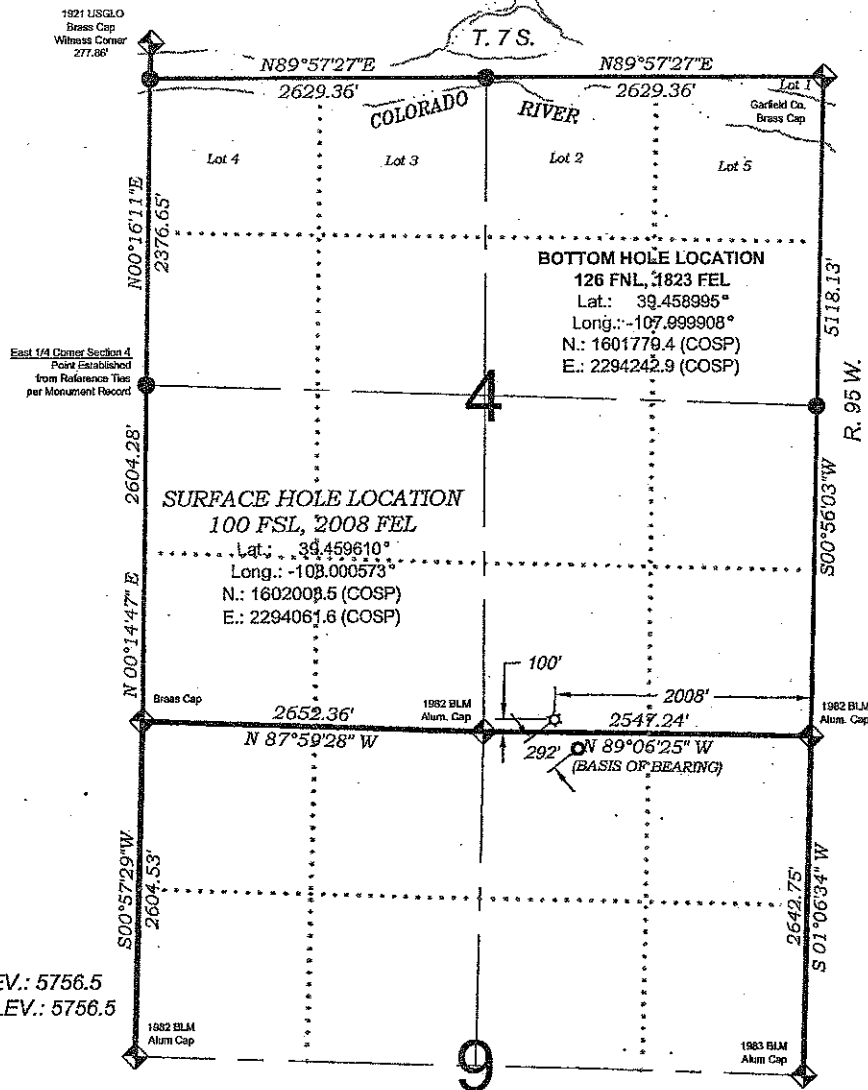 1921 USGLO
Brass Cap
Witness Corner
277.86'
T. 7 S.
N89°57'27"E
2629.36'
N89°57'27"E
2629.36'
Lot 1
Garfield Co.
Brass Cap
COLORADO RIVER
Lot 4
Lot 3
Lot 2
Lot 5
N00°16'11"E
2376.65'
BOTTOM HOLE LOCATION
126 FNL, 1823 FEL
Lat.: 39.458995°
Long.: -107.999908°
N.: 1601779.4 (COSP)
E.: 2294242.9 (COSP)
5118.13'
R. 95 W.
East 1/4 Corner Section 4
Point Established
from Reference Ties
per Monument Record
4
2604.28'
N 00°14'47" E
S00°56'03"W
SURFACE HOLE LOCATION
100 FSL, 2008 FEL
Lat.: 39.459610°
Long.: -108.000573°
N.: 1602008.5 (COSP)
E.: 2294061.6 (COSP)
100'
2008'
Brass Cap
2652.36'
N 87°59'28" W
1982 BLM
Alum. Cap
2547.24'
292'
N 89°06'25" W
(BASIS OF BEARING)
1982 BLM
Alum. Cap
S00°57'29"W
2604.53'
2642.75'
S 01°06'34" W
EV.: 5756.5
LEV.: 5756.5
1982 BLM
Alum Cap
9
1983 BLM
Alum Cap